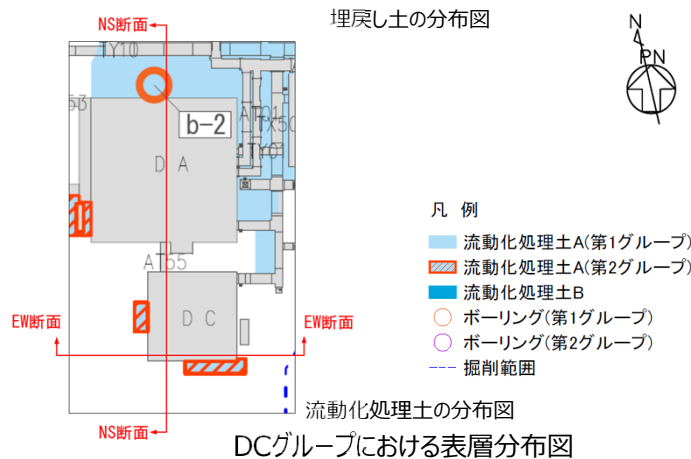 埋戻し土の分布図
NS断面
N
PN
TY10
53
b-2
AT01
TX50
TY01
D A
AT55
D C
EW断面
EW断面
NS断面
凡 例
流動化処理土A(第1グループ)
流動化処理土A(第2グループ)
流動化処理土B
ボーリング(第1グループ)
ボーリング(第2グループ)
掘削範囲
流動化処理土の分布図
DCグループにおける表層分布図